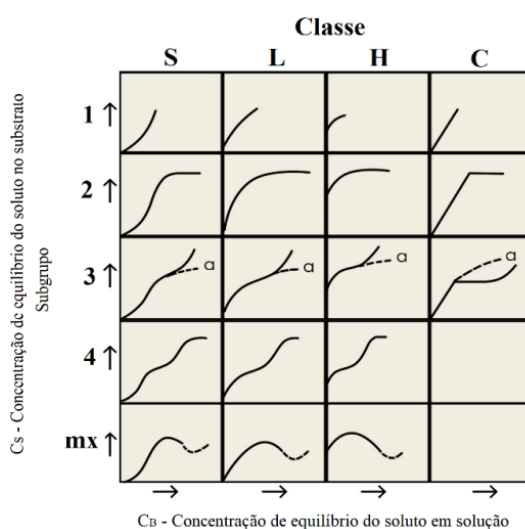 Classe
S L H C
1 ↑
2 ↑
3 ↑ a a a a
4 ↑
mx ↑
→ → → →
Cs - Concentração de equilíbrio do soluto no substrato
Subgrupo
CB - Concentração de equilíbrio do soluto em solução